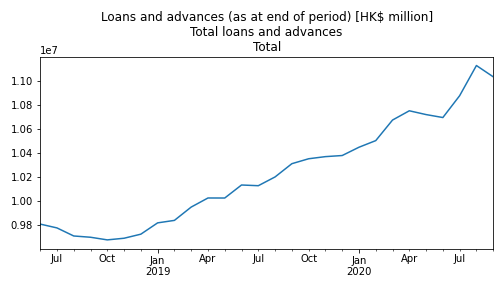 Loans and advances (as at end of period) [HK$ million]
Total loans and advances
Total
1e7
1.10
1.08
1.06
1.04
1.02
1.00
0.98
Jul Oct Jan Apr Jul Oct Jan Apr Jul
2019 2020